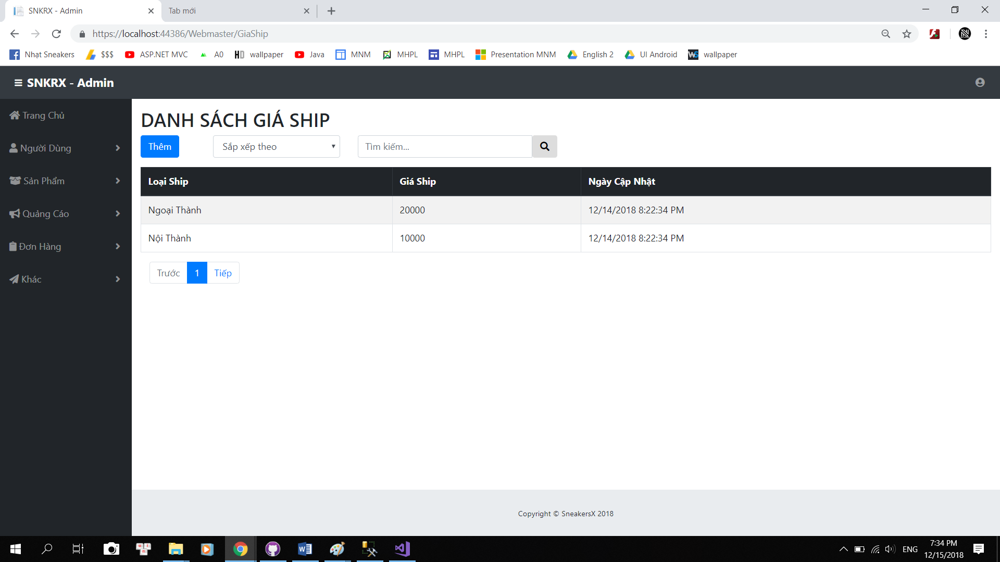 SNKRX - Admin
Tab mới
https://localhost:44386/Webmaster/GiaShip
Nhạt Sneakers
$$$
ASP.NET MVC
A0
HD wallpaper
Java
MNM
MHPL
MHPL
Presentation MNM
English 2
UI Android
WS wallpaper
SNKRX - Admin
Trang Chủ
Người Dùng
Sản Phẩm
Quảng Cáo
Đơn Hàng
Khác
DANH SÁCH GIÁ SHIP
Thêm
Sắp xếp theo
Tìm kiếm...
Loại Ship Giá Ship Ngày Cập Nhật
Ngoại Thành 20000 12/14/2018 8:22:34 PM
Nội Thành 10000 12/14/2018 8:22:34 PM
Trước 1 Tiếp
Copyright © SneakersX 2018
ENG
7:34 PM
12/15/2018